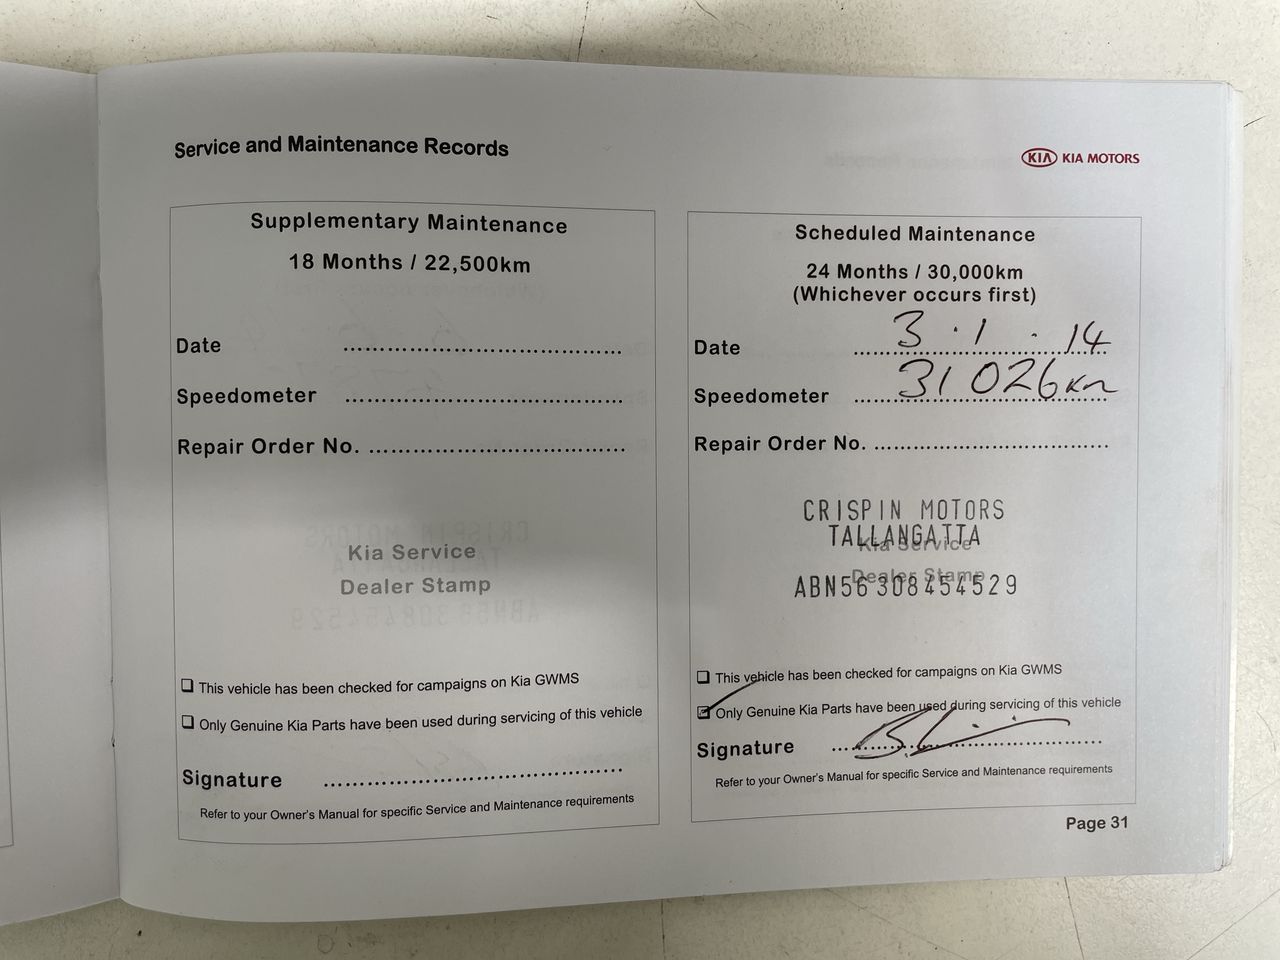 Service and Maintenance Records
KIA KIA MOTORS
Supplementary Maintenance
18 Months / 22,500km
Date ......................................
Speedometer ......................................
Repair Order No. ...................................
Kia Service
Dealer Stamp
❑ This vehicle has been checked for campaigns on Kia GWMS
❑ Only Genuine Kia Parts have been used during servicing of this vehicle
Signature ........................................
Refer to your Owner's Manual for specific Service and Maintenance requirements
Scheduled Maintenance
24 Months / 30,000km
(Whichever occurs first)
Date 3.1.14
Speedometer 31 026km
Repair Order No. ...................................
CRISPIN MOTORS
TALLANGATTA
Kia Service
Dealer Stamp
ABN56 308454529
❑ This vehicle has been checked for campaigns on Kia GWMS
☑ Only Genuine Kia Parts have been used during servicing of this vehicle
Signature ........................................
Refer to your Owner's Manual for specific Service and Maintenance requirements
Page 31